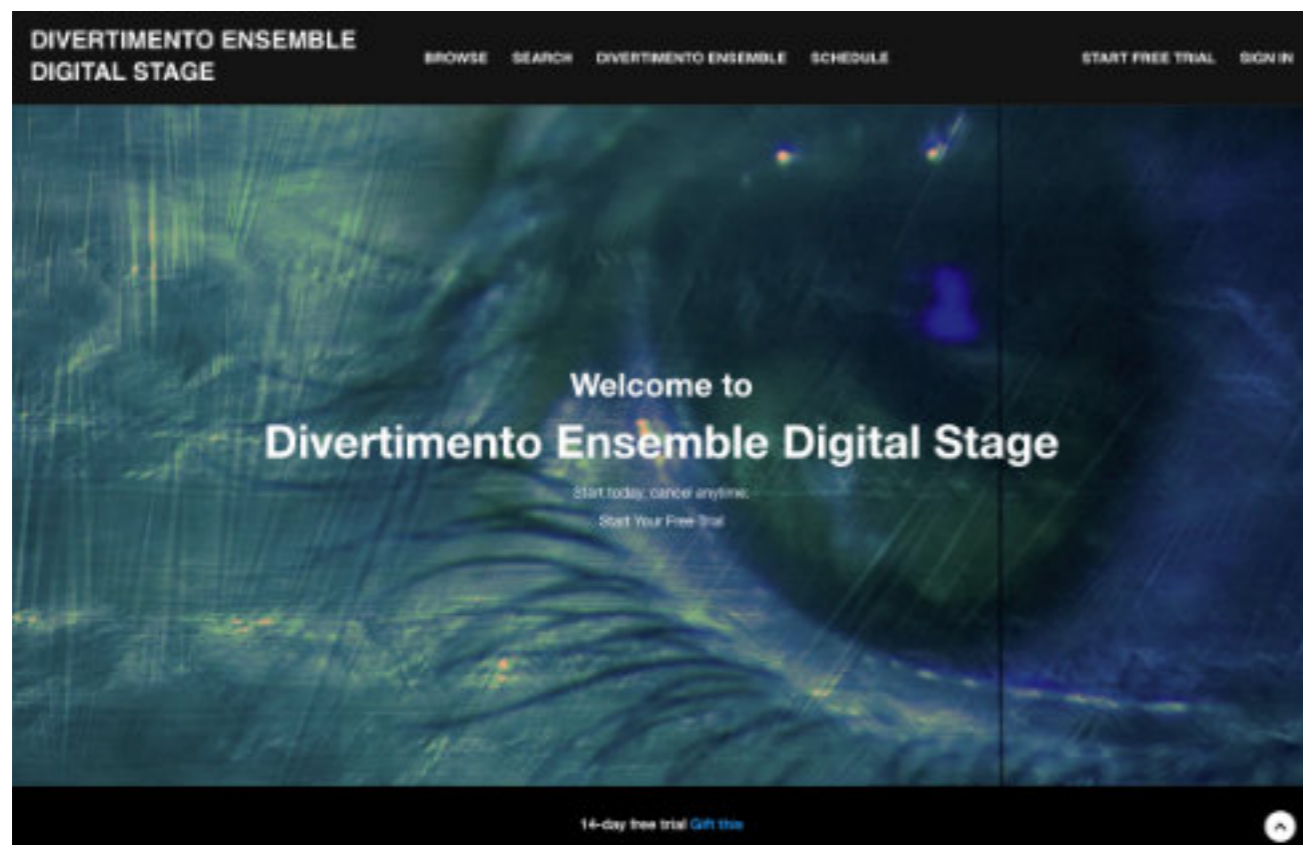 DIVERTIMENTO ENSEMBLE
DIGITAL STAGE
BROWSE SEARCH DIVERTIMENTO ENSEMBLE SCHEDULE START FREE TRIAL SIGN IN
Welcome to
Divertimento Ensemble Digital Stage
Start today, cancel anytime.
Start Your Free Trial
14-day free trial Gift this